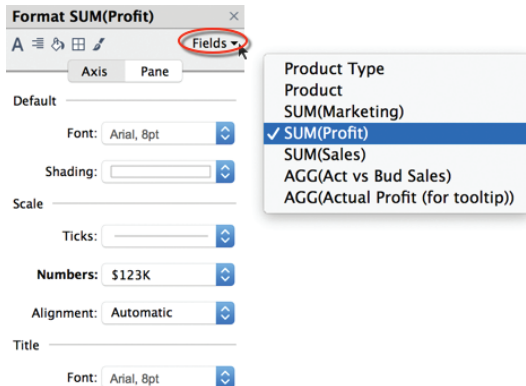 Format SUM(Profit)
Fields
Axis
Pane
Default
Font: Arial, 8pt
Shading:
Scale
Ticks:
Numbers: $123K
Alignment: Automatic
Title
Font: Arial, 8pt
Product Type
Product
SUM(Marketing)
✓ SUM(Profit)
SUM(Sales)
AGG(Act vs Bud Sales)
AGG(Actual Profit (for tooltip))